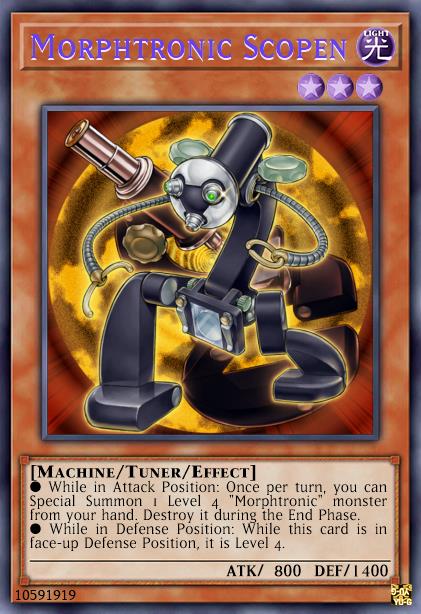 Morphtronic Scopen
LIGHT
光
[Machine/Tuner/Effect]
● While in Attack Position: Once per turn, you can
Special Summon 1 Level 4 "Morphtronic" monster
from your hand. Destroy it during the End Phase.
● While in Defense Position: While this card is in
face-up Defense Position, it is Level 4.
ATK/ 800 DEF/1400
10591919